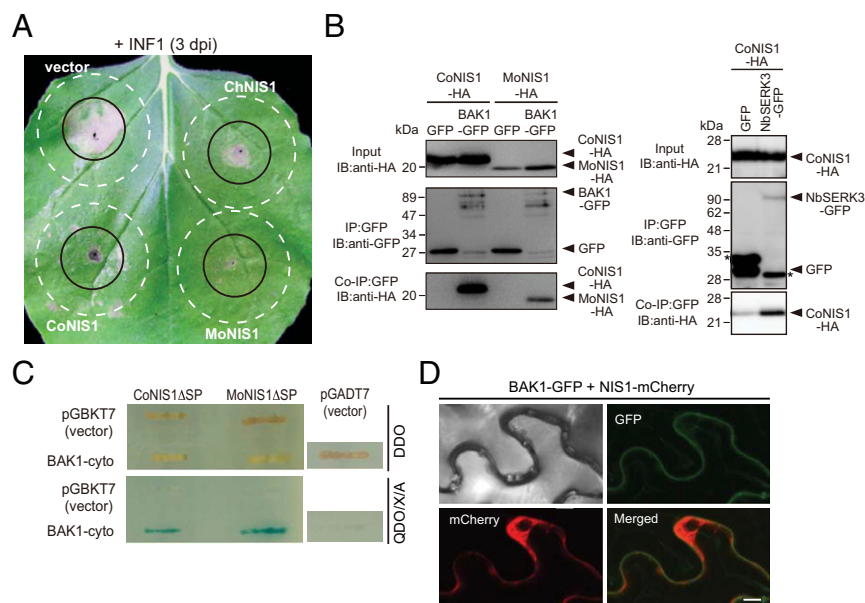 A
+ INF1 (3 dpi)
vector
ChNIS1
CoNIS1
MoNIS1
B
CoNIS1
-HA
MoNIS1
-HA
GFP
BAK1
-GFP
GFP
BAK1
-GFP
kDa
Input
IB:anti-HA
20
CoNIS1
-HA
MoNIS1
-HA
IP:GFP
IB:anti-GFP
89
47
37
27
BAK1
-GFP
GFP
Co-IP:GFP
IB:anti-HA
20
CoNIS1
-HA
MoNIS1
-HA
CoNIS1
-HA
GFP
NbSERK3
-GFP
kDa
Input
IB:anti-HA
28
21
CoNIS1
-HA
IP:GFP
IB:anti-GFP
90
62
48
35
28
*
*
NbSERK3
-GFP
GFP
Co-IP:GFP
IB:anti-HA
28
21
CoNIS1
-HA
C
CoNIS1ΔSP
MoNIS1ΔSP
pGADT7
(vector)
pGBKT7
(vector)
BAK1-cyto
DDO
pGBKT7
(vector)
BAK1-cyto
QDO/X/A
D
BAK1-GFP + NIS1-mCherry
GFP
mCherry
Merged